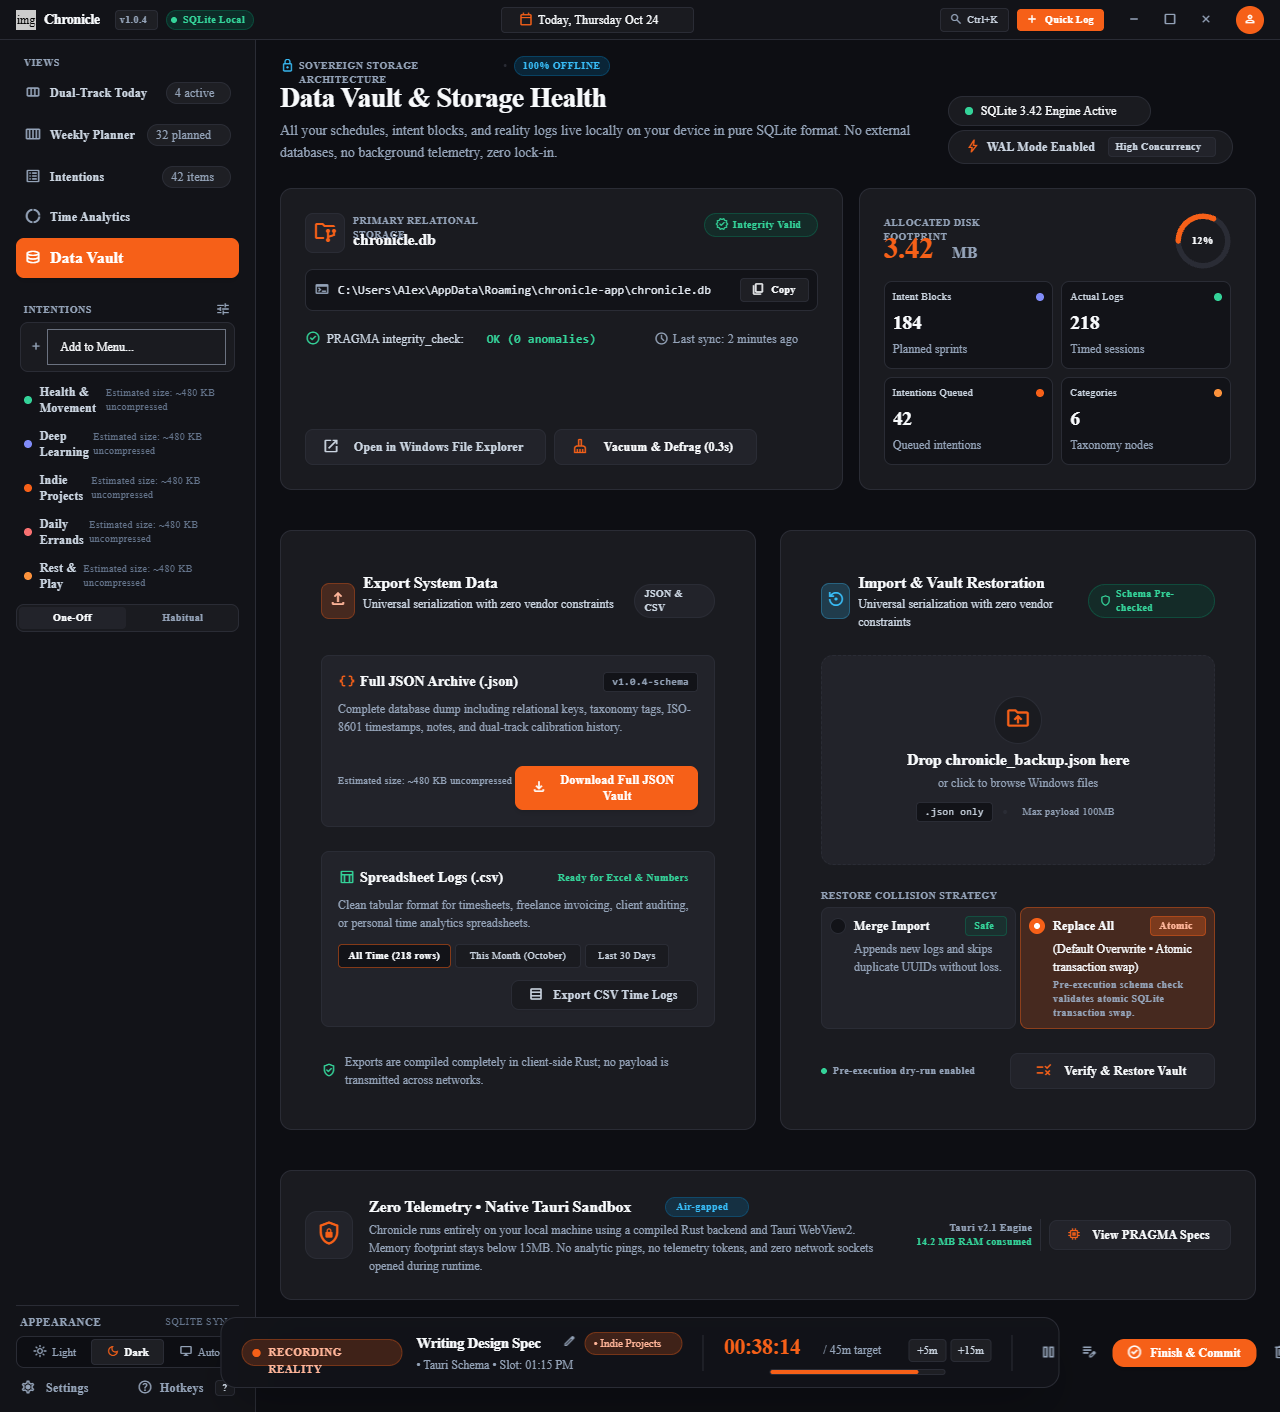 img Chronicle v1.0.4 SQLite Local
Today, Thursday Oct 24
Ctrl+K Quick Log
VIEWS
Dual-Track Today 4 active
Weekly Planner 32 planned
Intentions 42 items
Time Analytics
Data Vault
INTENTIONS
+ Add to Menu...
Health & Movement Estimated size: ~480 KB uncompressed
Deep Learning Estimated size: ~480 KB uncompressed
Indie Projects Estimated size: ~480 KB uncompressed
Daily Errands Estimated size: ~480 KB uncompressed
Rest & Play Estimated size: ~480 KB uncompressed
One-Off Habitual
APPEARANCE SQLITE
Light Dark Auto
Settings Hotkeys ?
SOVEREIGN STORAGE
ARCHITECTURE
• 100% OFFLINE
Data Vault & Storage Health
All your schedules, intent blocks, and reality logs live locally on your device in pure SQLite format. No external
databases, no background telemetry, zero lock-in.
SQLite 3.42 Engine Active
WAL Mode Enabled High Concurrency
PRIMARY RELATIONAL
STORAGE
chronicle.db
Integrity Valid
C:\Users\Alex\AppData\Roaming\chronicle-app\chronicle.db Copy
PRAGMA integrity_check: OK (0 anomalies) Last sync: 2 minutes ago
Open in Windows File Explorer Vacuum & Defrag (0.3s)
ALLOCATED DISK
FOOTPRINT
3.42 MB
12%
Intent Blocks
184
Planned sprints
Actual Logs
218
Timed sessions
Intentions Queued
42
Queued intentions
Categories
6
Taxonomy nodes
Export System Data
Universal serialization with zero vendor constraints
JSON &
CSV
Full JSON Archive (.json) v1.0.4-schema
Complete database dump including relational keys, taxonomy tags, ISO-
8601 timestamps, notes, and dual-track calibration history.
Estimated size: ~480 KB uncompressed
Download Full JSON
Vault
Spreadsheet Logs (.csv) Ready for Excel & Numbers
Clean tabular format for timesheets, freelance invoicing, client auditing,
or personal time analytics spreadsheets.
All Time (218 rows) This Month (October) Last 30 Days
Export CSV Time Logs
Exports are compiled completely in client-side Rust; no payload is
transmitted across networks.
Import & Vault Restoration
Universal serialization with zero vendor
constraints
Schema Pre-
checked
Drop chronicle_backup.json here
or click to browse Windows files
.json only • Max payload 100MB
RESTORE COLLISION STRATEGY
Merge Import Safe
Appends new logs and skips
duplicate UUIDs without loss.
Replace All Atomic
(Default Overwrite • Atomic
transaction swap)
Pre-execution schema check
validates atomic SQLite
transaction swap.
Pre-execution dry-run enabled
Verify & Restore Vault
Zero Telemetry • Native Tauri Sandbox Air-gapped
Chronicle runs entirely on your local machine using a compiled Rust backend and Tauri WebView2.
Memory footprint stays below 15MB. No analytic pings, no telemetry tokens, and zero network sockets
opened during runtime.
Tauri v2.1 Engine
14.2 MB RAM consumed
View PRAGMA Specs
RECORDING
REALITY
Writing Design Spec • Indie Projects
• Tauri Schema • Slot: 01:15 PM
00:38:14 / 45m target +5m +15m
Finish & Commit